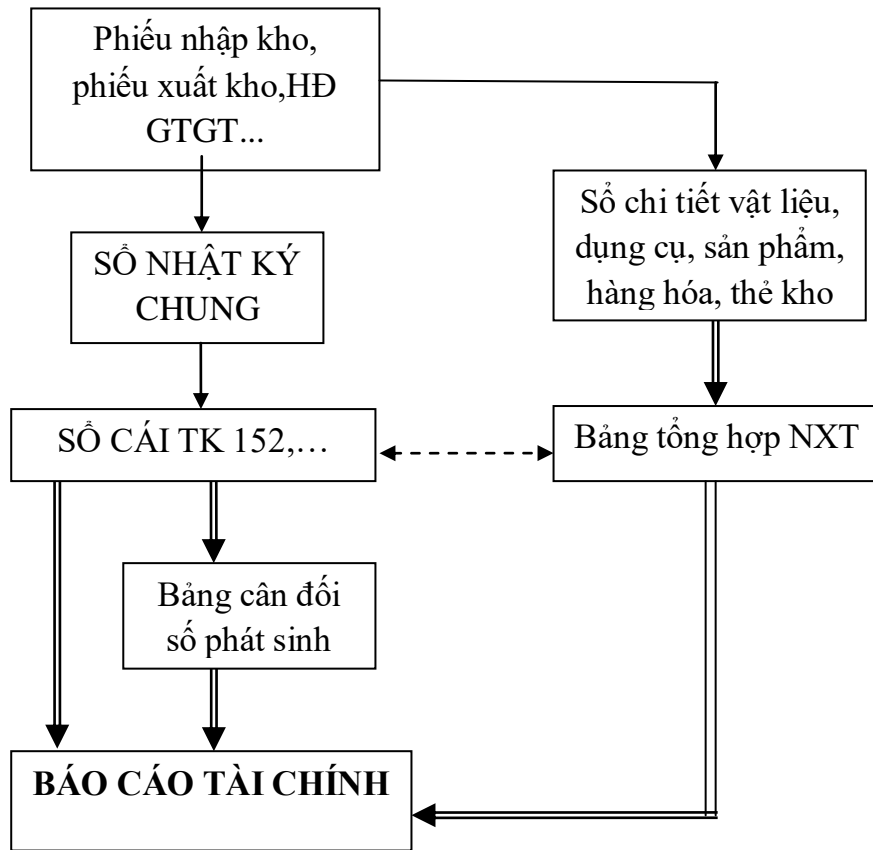 Phiếu nhập kho,
phiếu xuất kho,HĐ
GTGT...
Sổ chi tiết vật liệu,
dụng cụ, sản phẩm,
hàng hóa, thẻ kho
SỔ NHẬT KÝ
CHUNG
SỔ CÁI TK 152,…
Bảng tổng hợp NXT
Bảng cân đối
số phát sinh
BÁO CÁO TÀI CHÍNH